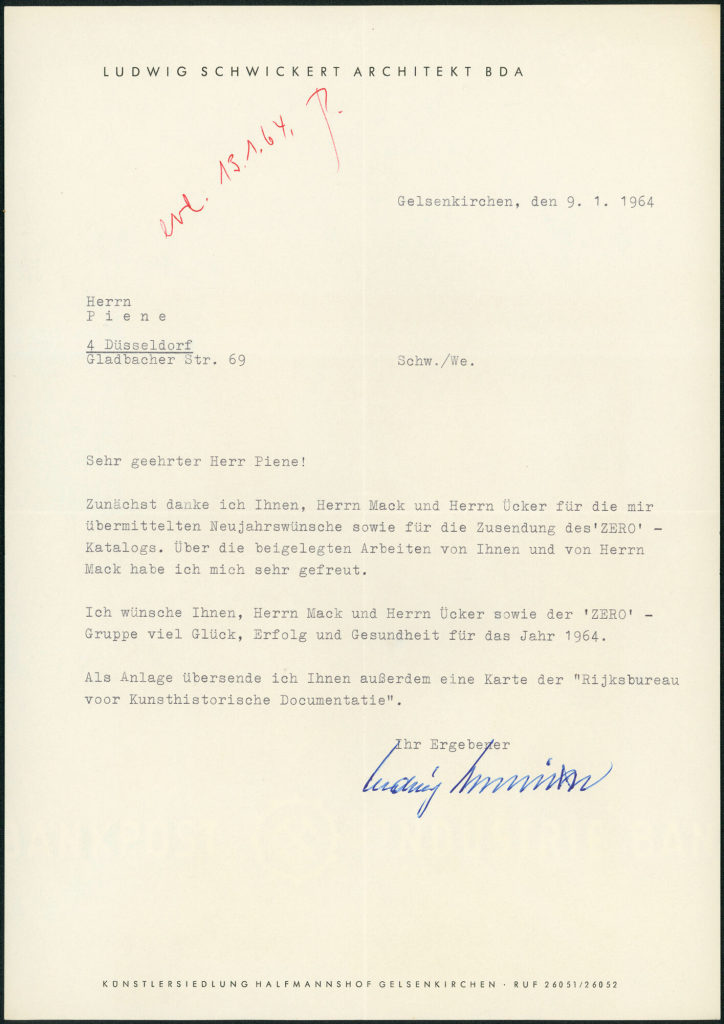 LUDWIG SCHWICKERT ARCHITEKT BDA
erl. 13.1.64. P.
Gelsenkirchen, den 9. 1. 1964
Herrn
P i e n e
4 Düsseldorf
Gladbacher Str. 69
Schw./We.
Sehr geehrter Herr Piene!
Zunächst danke ich Ihnen, Herrn Mack und Herrn Ücker für die mir
übermittelten Neujahrswünsche sowie für die Zusendung des'ZERO' -
Katalogs. Über die beigelegten Arbeiten von Ihnen und von Herrn
Mack habe ich mich sehr gefreut.
Ich wünsche Ihnen, Herrn Mack und Herrn Ücker sowie der 'ZERO' -
Gruppe viel Glück, Erfolg und Gesundheit für das Jahr 1964.
Als Anlage übersende ich Ihnen außerdem eine Karte der "Rijksbureau
voor Kunsthistorische Documentatie".
Ihr Ergebener
Ludwig Schwickert
KÜNSTLERSIEDLUNG HALFMANNSHOF GELSENKIRCHEN · RUF 26051/26052